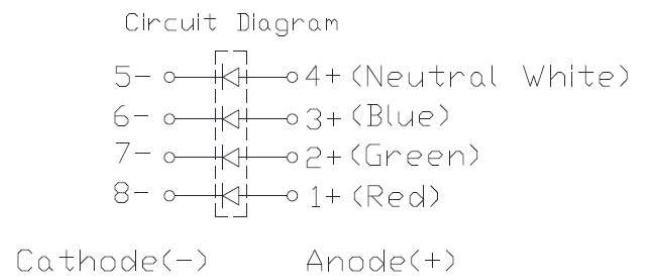 Circuit Diagram
5- 4+(Neutral White)
6- 3+(Blue)
7- 2+(Green)
8- 1+(Red)
Cathode(-) Anode(+)